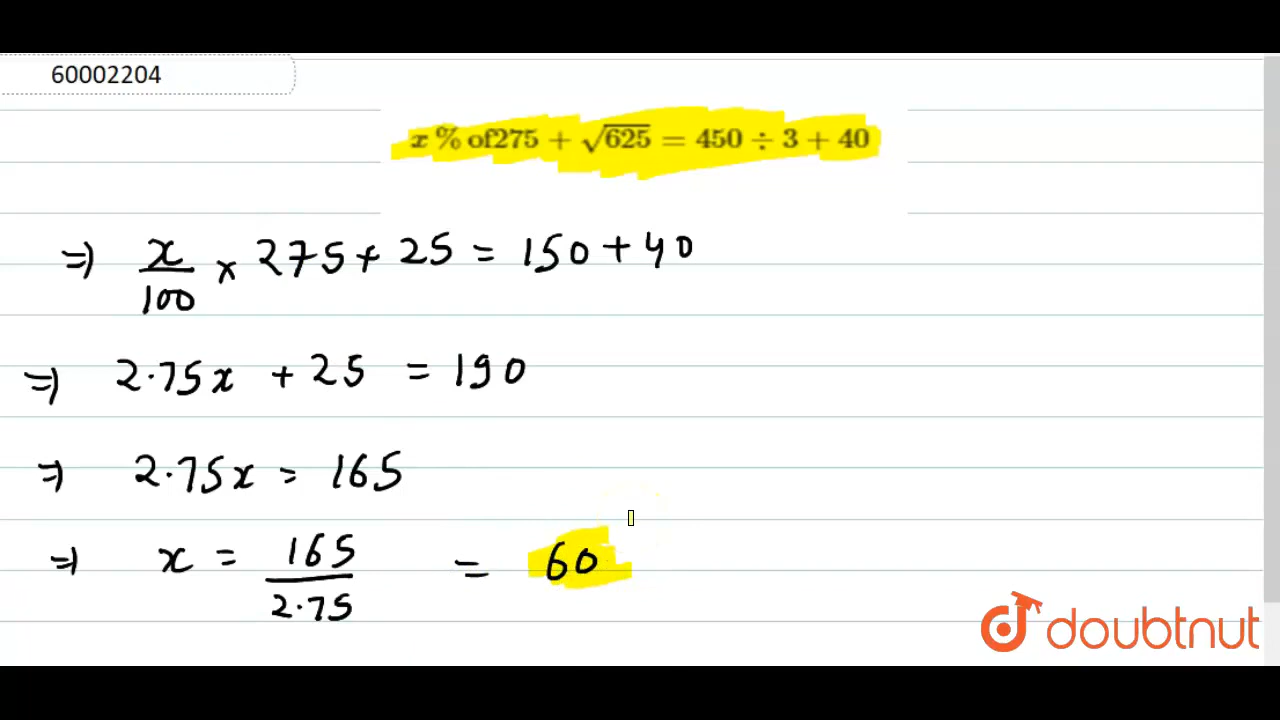 60002204
x % of275 + √625 = 450 ÷ 3 + 40
⇒ x/100 × 275 + 25 = 150 + 40
⇒ 2.75x + 25 = 190
⇒ 2.75x = 165
⇒ x = 165/2.75 = 60
doubtnut